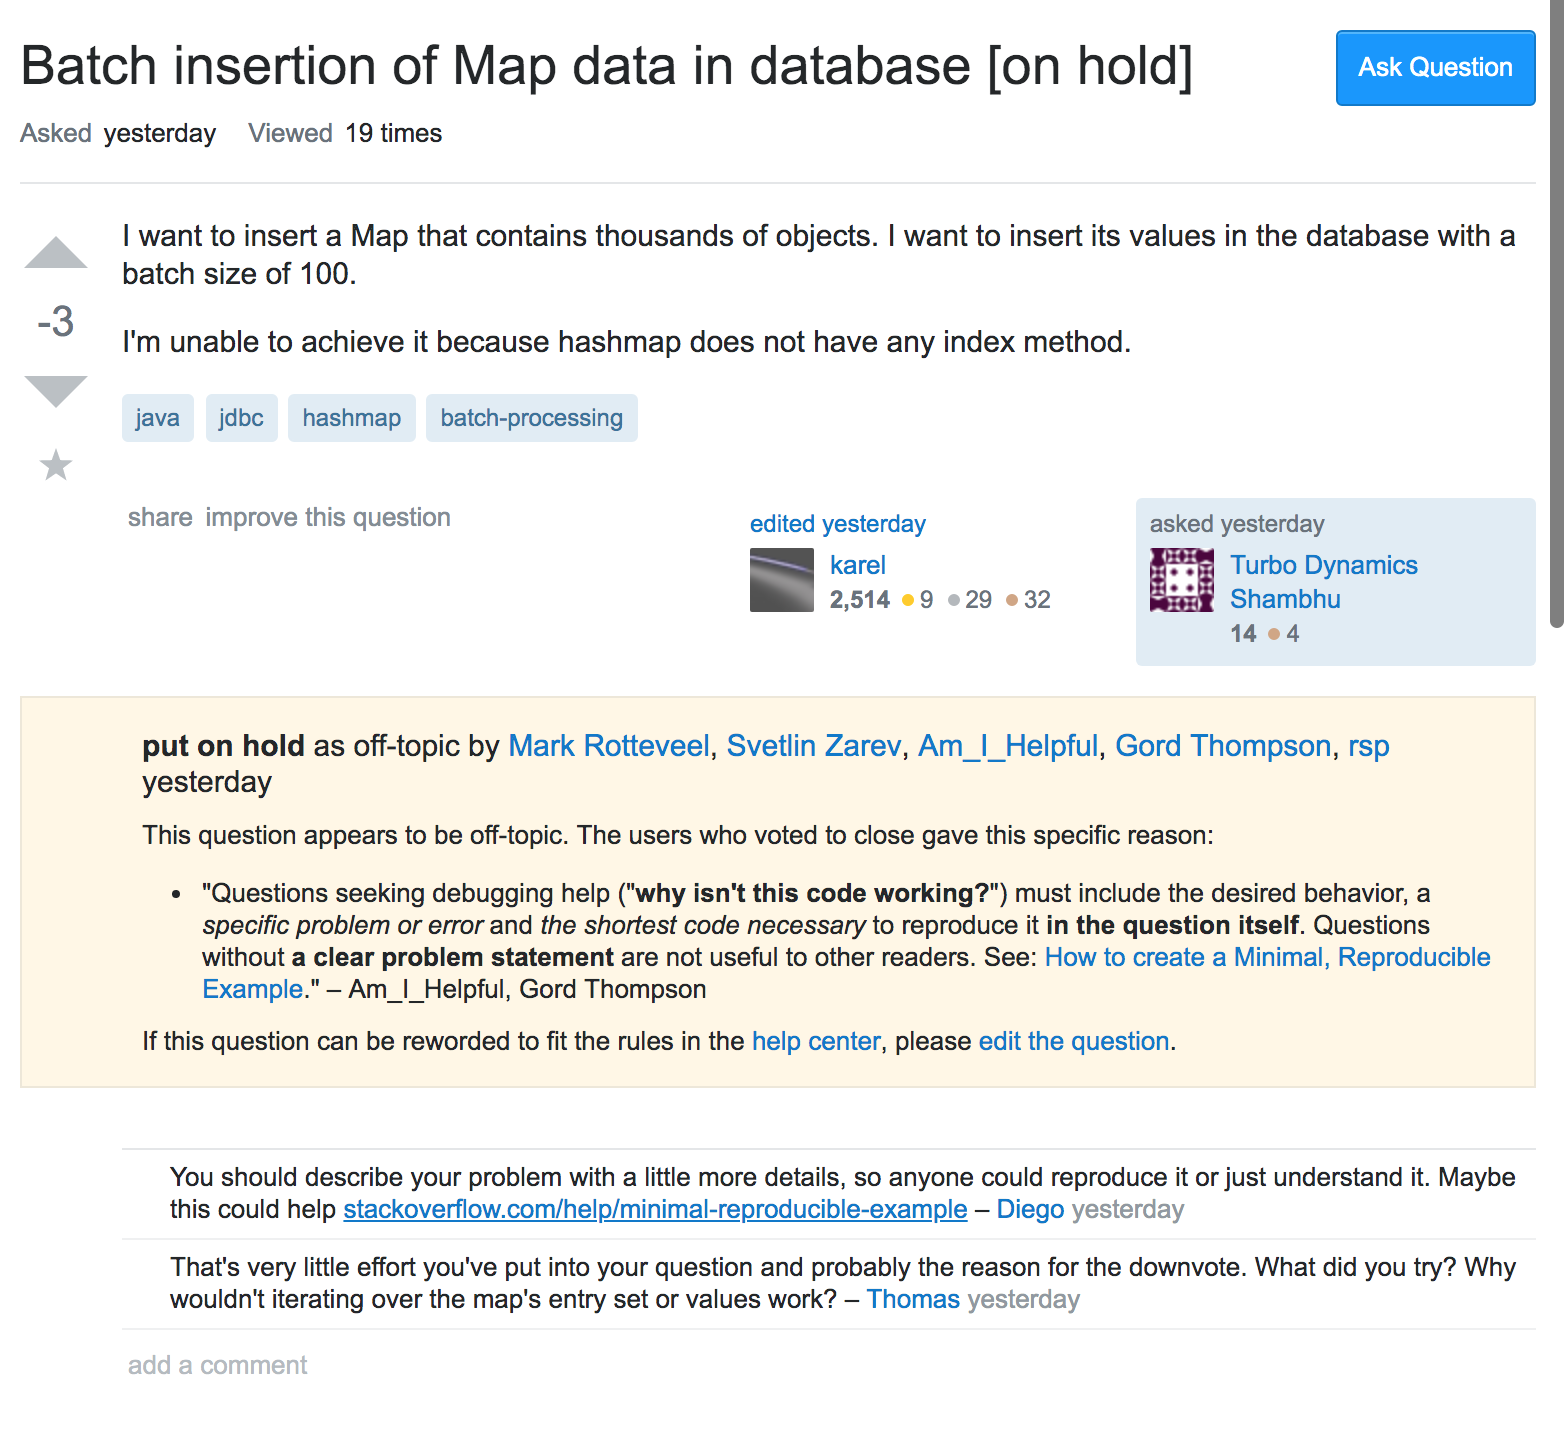 Batch insertion of Map data in database [on hold]
Ask Question
Asked yesterday Viewed 19 times
I want to insert a Map that contains thousands of objects. I want to insert its values in the database with a
batch size of 100.
-3
I'm unable to achieve it because hashmap does not have any index method.
java jdbc hashmap batch-processing
share improve this question
edited yesterday
karel
2,514 9 29 32
asked yesterday
Turbo Dynamics
Shambhu
14 4
put on hold as off-topic by Mark Rotteveel, Svetlin Zarev, Am_I_Helpful, Gord Thompson, rsp
yesterday
This question appears to be off-topic. The users who voted to close gave this specific reason:
• "Questions seeking debugging help ("why isn't this code working?") must include the desired behavior, a
specific problem or error and the shortest code necessary to reproduce it in the question itself. Questions
without a clear problem statement are not useful to other readers. See: How to create a Minimal, Reproducible
Example." – Am_I_Helpful, Gord Thompson
If this question can be reworded to fit the rules in the help center, please edit the question.
You should describe your problem with a little more details, so anyone could reproduce it or just understand it. Maybe
this could help stackoverflow.com/help/minimal-reproducible-example – Diego yesterday
That's very little effort you've put into your question and probably the reason for the downvote. What did you try? Why
wouldn't iterating over the map's entry set or values work? – Thomas yesterday
add a comment